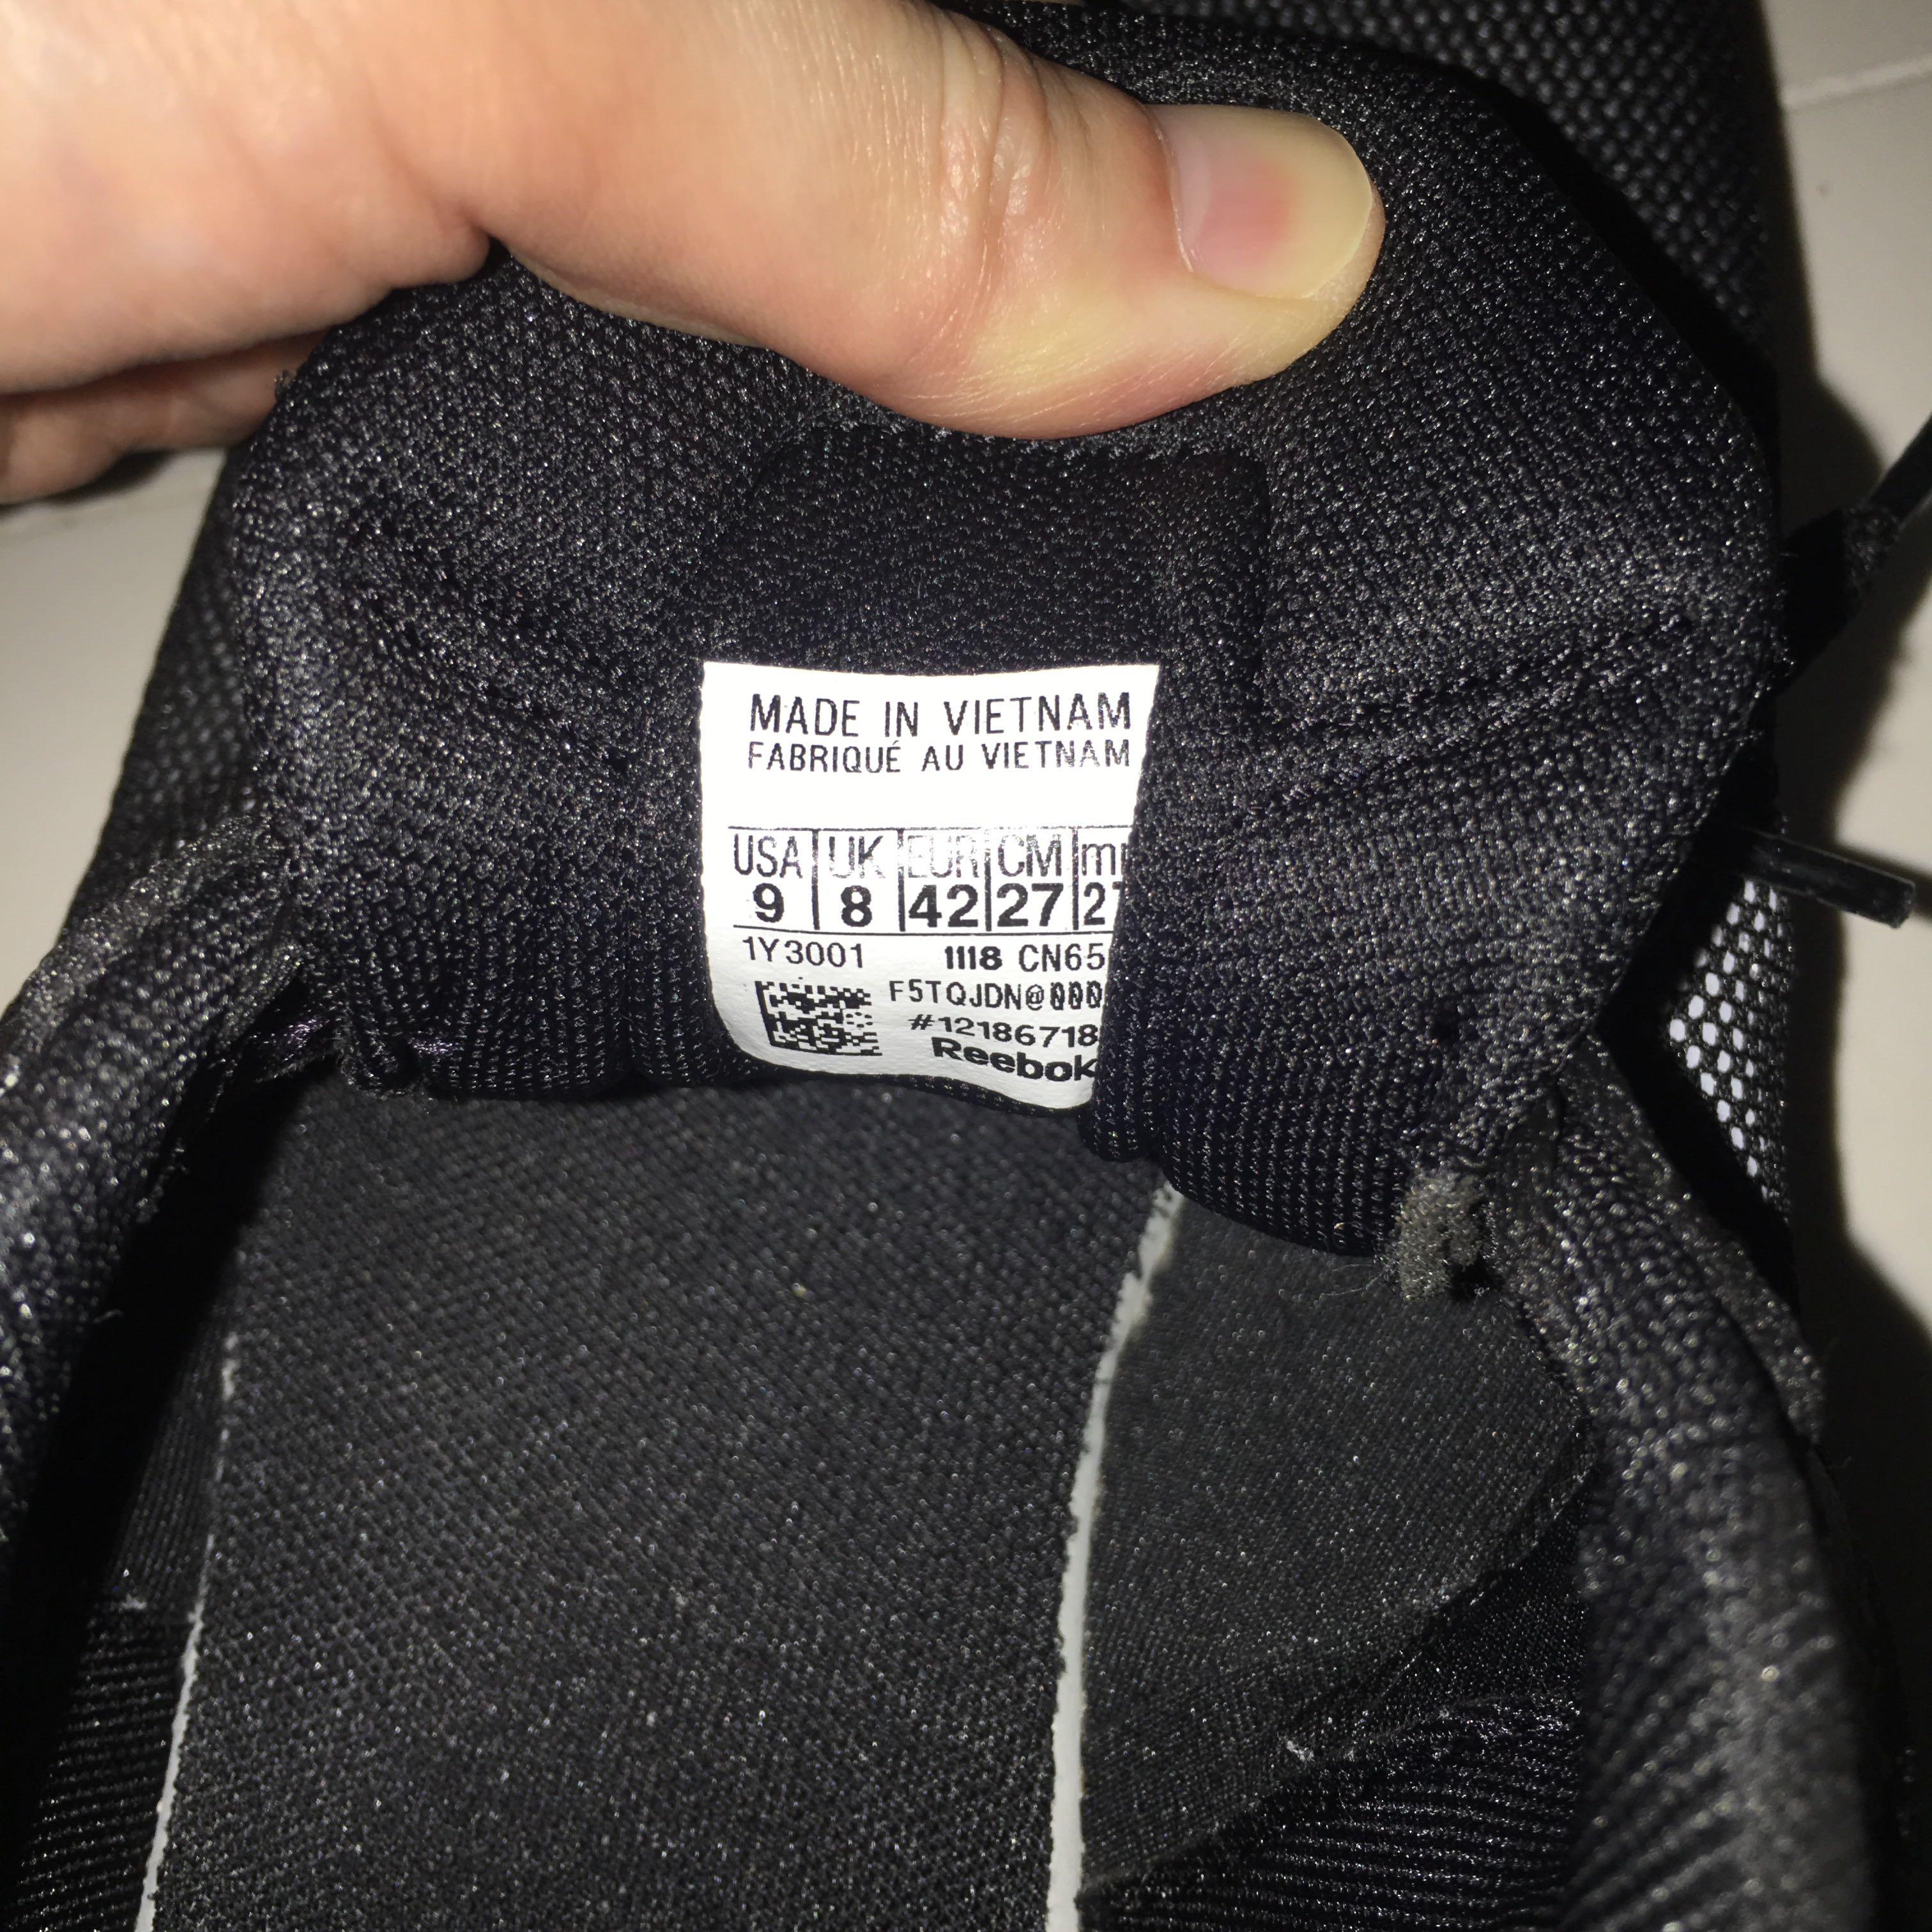 MADE IN VIETNAM
FABRIQUÉ AU VIETNAM
USA UK EUR CM
9 8 42 27
1Y3001 1118 CN65
F5TQJDN@000
#12186718
Reebok